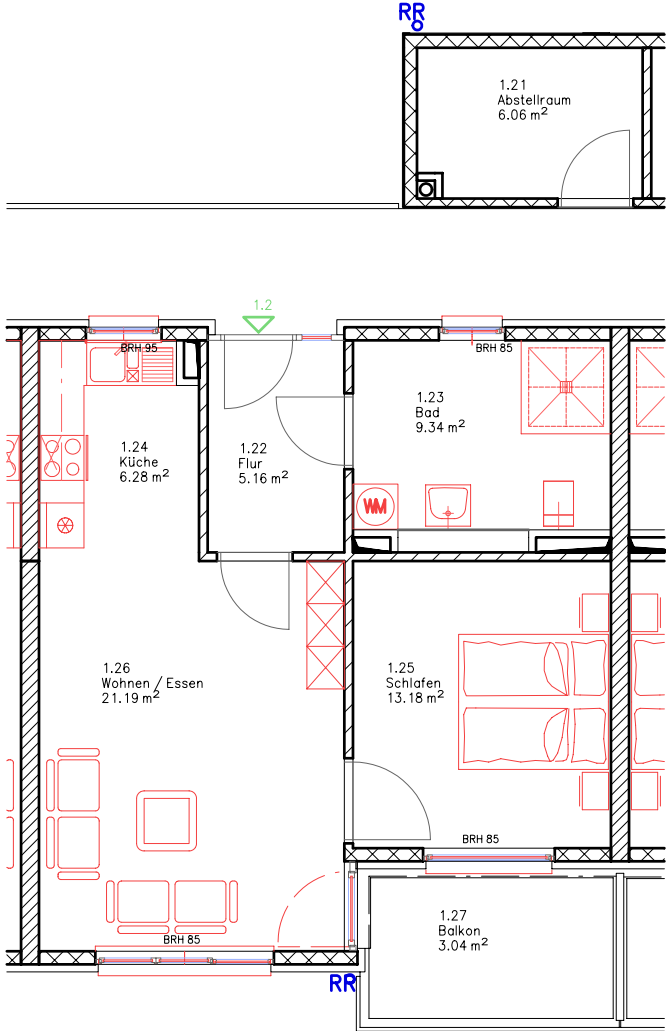 RR
1.21
Abstellraum
6.06 m²
1.2
BRH 95
BRH 85
1.23
Bad
9.34 m²
1.24
Küche
6.28 m²
1.22
Flur
5.16 m²
WM
1.26
Wohnen / Essen
21.19 m²
1.25
Schlafen
13.18 m²
BRH 85
1.27
Balkon
3.04 m²
BRH 85
RR